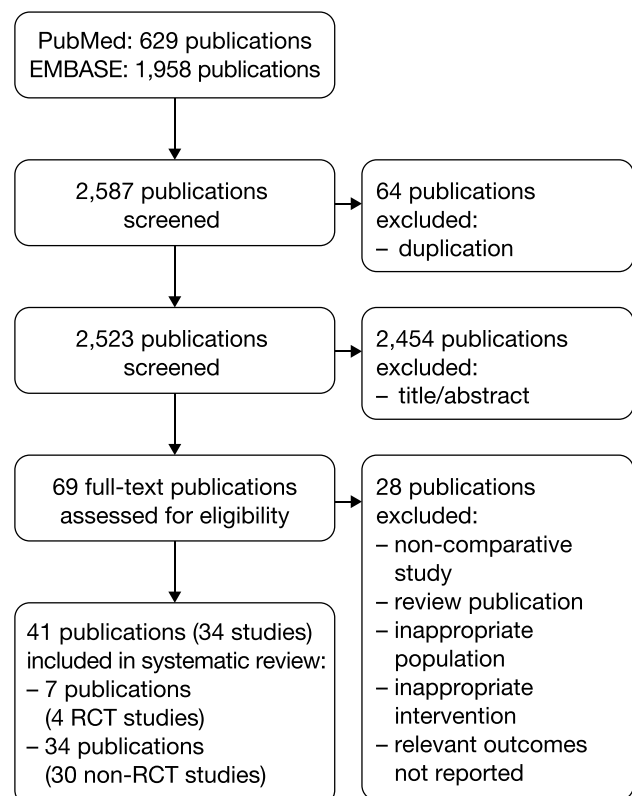 PubMed: 629 publications
EMBASE: 1,958 publications
2,587 publications
screened
64 publications
excluded:
– duplication
2,523 publications
screened
2,454 publications
excluded:
– title/abstract
69 full-text publications
assessed for eligibility
28 publications
excluded:
– non-comparative
study
– review publication
– inappropriate
population
– inappropriate
intervention
– relevant outcomes
not reported
41 publications (34 studies)
included in systematic review:
– 7 publications
(4 RCT studies)
– 34 publications
(30 non-RCT studies)